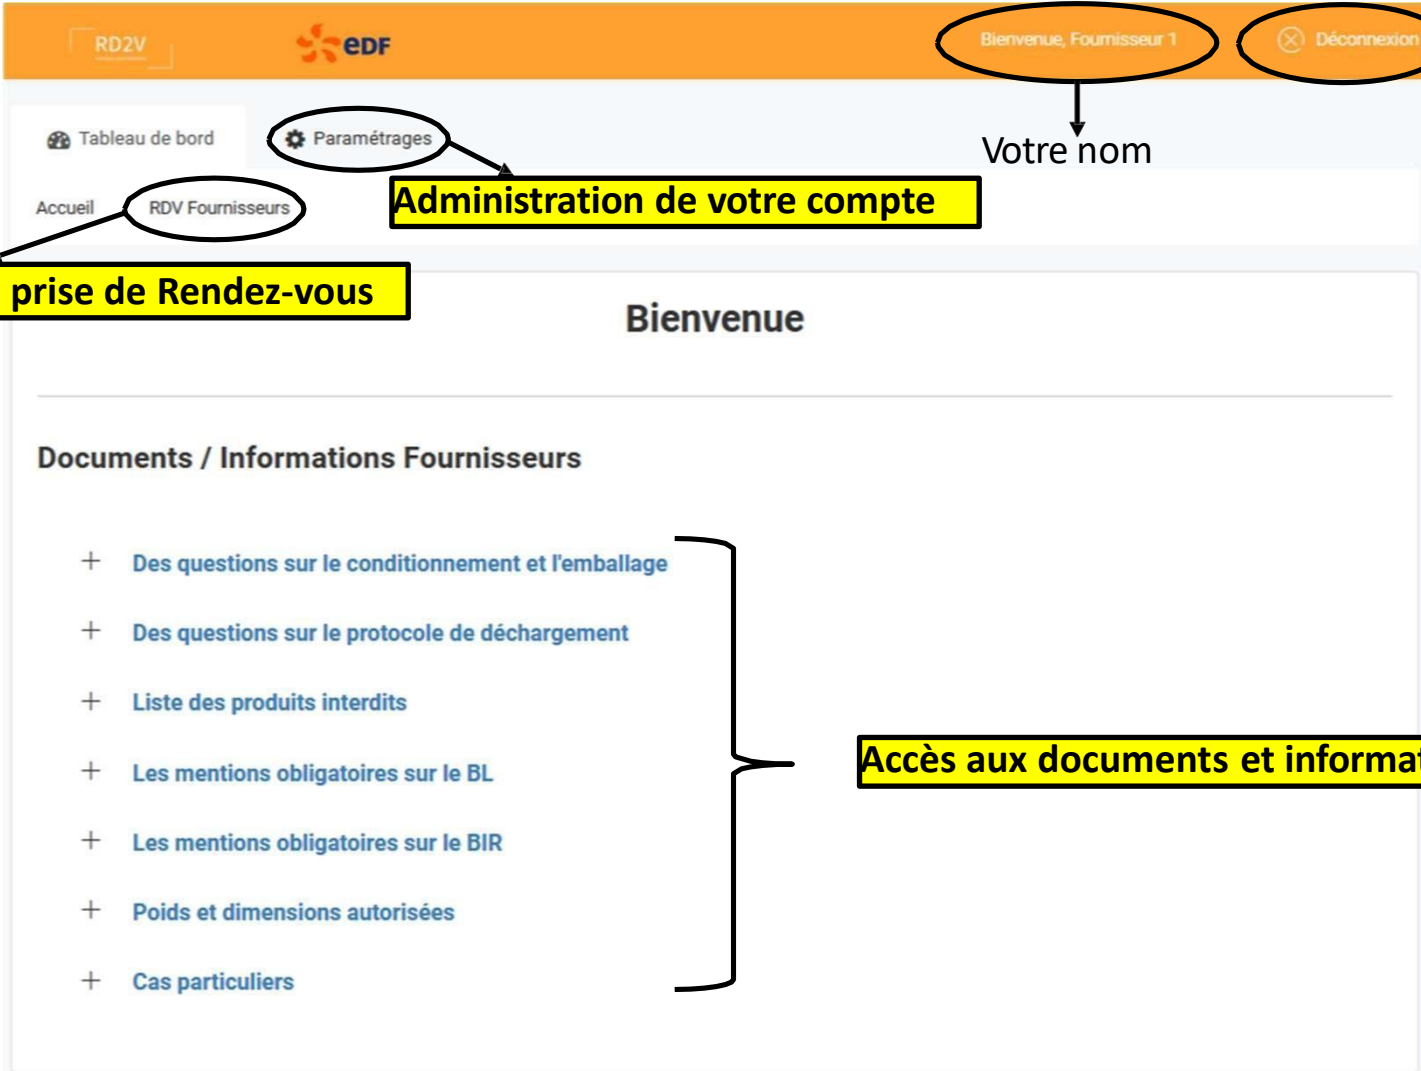 RD2V
eDF
Bienvenue, Fournisseur 1
Déconnexion
Tableau de bord
Paramétrages
Votre nom
Accueil
RDV Fournisseurs
Administration de votre compte
prise de Rendez-vous
Bienvenue
Documents / Informations Fournisseurs
+ Des questions sur le conditionnement et l'emballage
+ Des questions sur le protocole de déchargement
+ Liste des produits interdits
+ Les mentions obligatoires sur le BL
Accès aux documents et informat
+ Les mentions obligatoires sur le BIR
+ Poids et dimensions autorisées
+ Cas particuliers